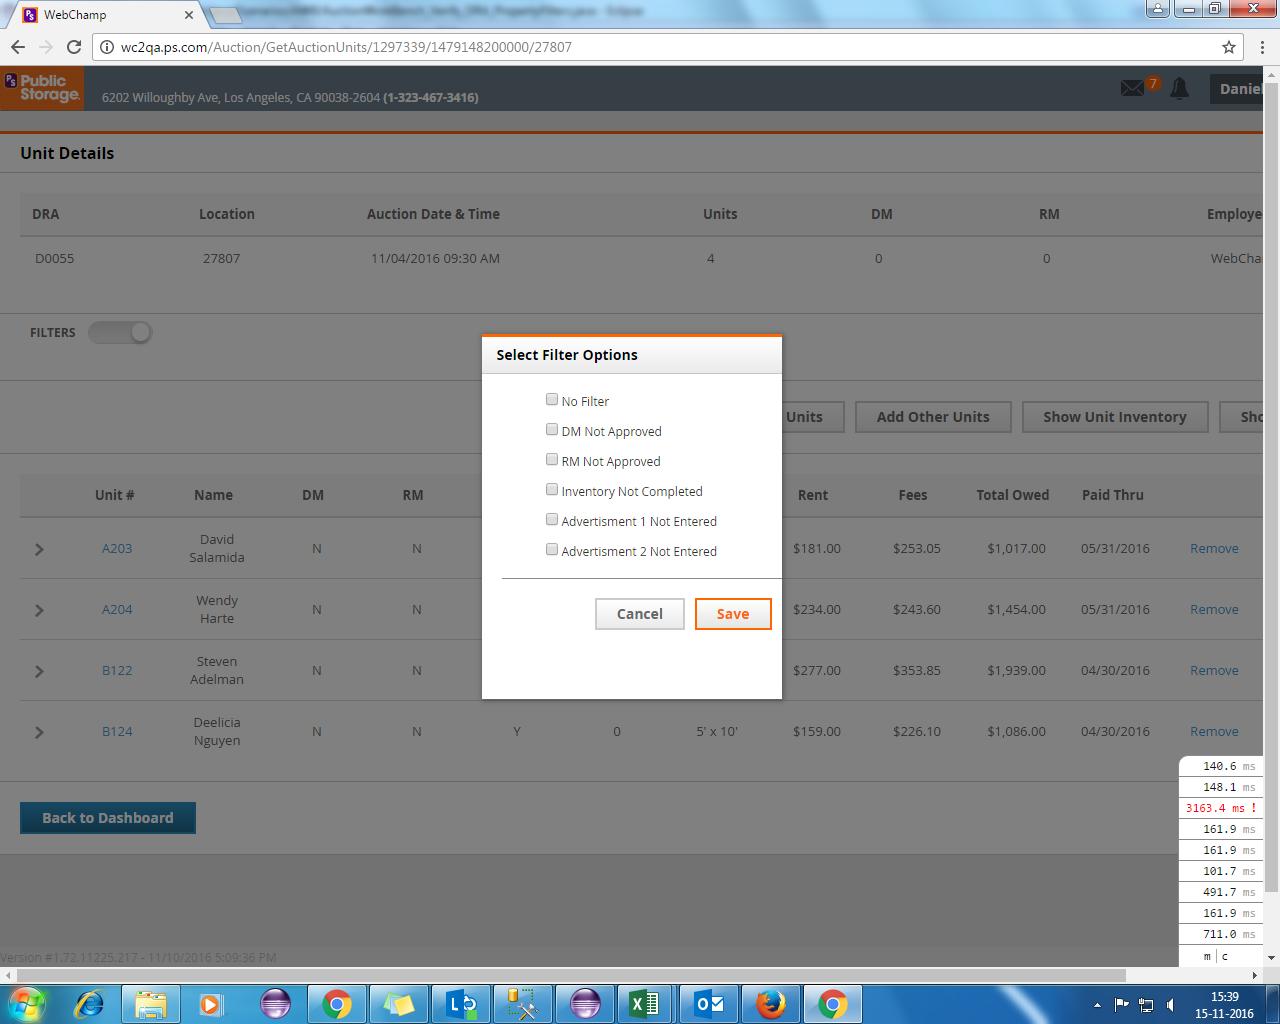 WebChamp
wc2qa.ps.com/Auction/GetAuctionUnits/1297339/1479148200000/27807
PS Public
Storage.
6202 Willoughby Ave, Los Angeles, CA 90038-2604 (1-323-467-3416)
7
Daniel
Unit Details
DRA Location Auction Date & Time Units DM RM Employe
D0055 27807 11/04/2016 09:30 AM 4 0 0 WebCha
FILTERS
Select Filter Options
No Filter
DM Not Approved
RM Not Approved
Inventory Not Completed
Advertisment 1 Not Entered
Advertisment 2 Not Entered
Cancel Save
Units Add Other Units Show Unit Inventory Sho
Unit # Name DM RM Rent Fees Total Owed Paid Thru
A203 David Salamida N N $181.00 $253.05 $1,017.00 05/31/2016 Remove
A204 Wendy Harte N N $234.00 $243.60 $1,454.00 05/31/2016 Remove
B122 Steven Adelman N N $277.00 $353.85 $1,939.00 04/30/2016 Remove
B124 Deelicia Nguyen N N Y 0 5' x 10' $159.00 $226.10 $1,086.00 04/30/2016 Remove
Back to Dashboard
140.6 ms
148.1 ms
3163.4 ms !
161.9 ms
161.9 ms
101.7 ms
491.7 ms
161.9 ms
711.0 ms
m | c
Version #1.72.11225.217 - 11/10/2016 5:09:36 PM
15:39
15-11-2016